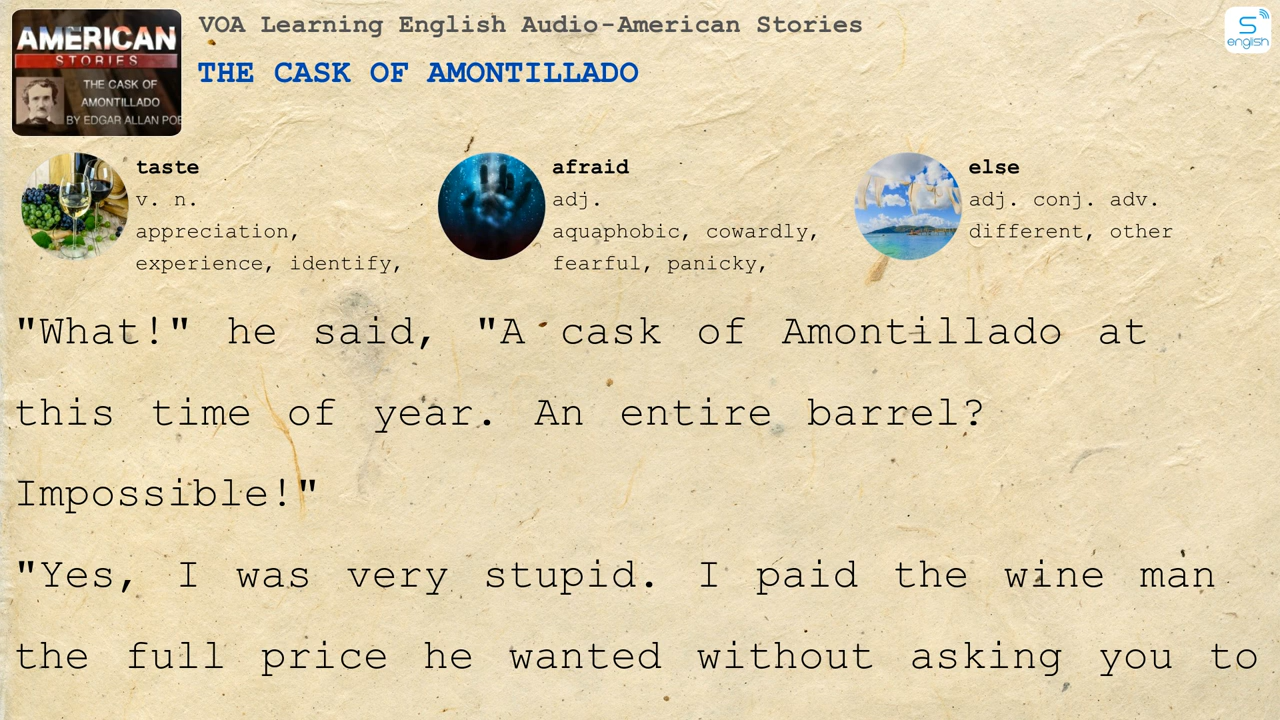 AMERICAN
STORIES
THE CASK OF
AMONTILLADO
BY EDGAR ALLAN POE
VOA Learning English Audio-American Stories
THE CASK OF AMONTILLADO
S
english
taste
v. n.
appreciation,
experience, identify,
afraid
adj.
aquaphobic, cowardly,
fearful, panicky,
else
adj. conj. adv.
different, other
"What!" he said, "A cask of Amontillado at
this time of year. An entire barrel?
Impossible!"
"Yes, I was very stupid. I paid the wine man
the full price he wanted without asking you to